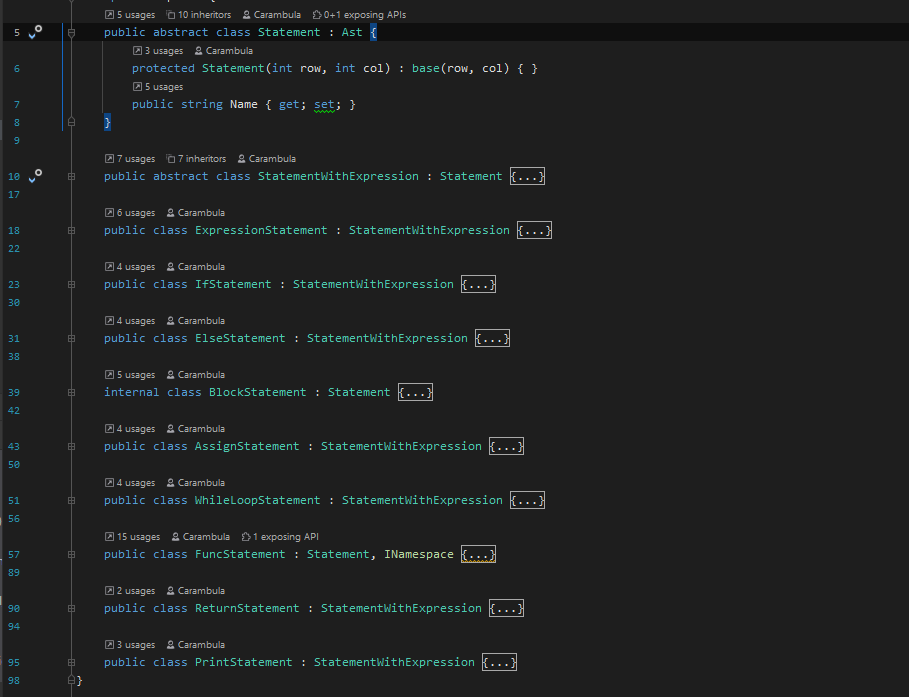 5 usages 10 inheritors Carambula 0+1 exposing APIs
5 public abstract class Statement : Ast {
3 usages Carambula
6 protected Statement(int row, int col) : base(row, col) { }
5 usages
7 public string Name { get; set; }
8 }
9
7 usages 7 inheritors Carambula
10 public abstract class StatementWithExpression : Statement {...}
17
6 usages Carambula
18 public class ExpressionStatement : StatementWithExpression {...}
22
4 usages Carambula
23 public class IfStatement : StatementWithExpression {...}
30
4 usages Carambula
31 public class ElseStatement : StatementWithExpression {...}
38
5 usages Carambula
39 internal class BlockStatement : Statement {...}
42
4 usages Carambula
43 public class AssignStatement : StatementWithExpression {...}
50
4 usages Carambula
51 public class WhileLoopStatement : StatementWithExpression {...}
56
15 usages Carambula 1 exposing API
57 public class FuncStatement : Statement, INamespace {...}
89
2 usages Carambula
90 public class ReturnStatement : StatementWithExpression {...}
94
3 usages Carambula
95 public class PrintStatement : StatementWithExpression {...}
98 }